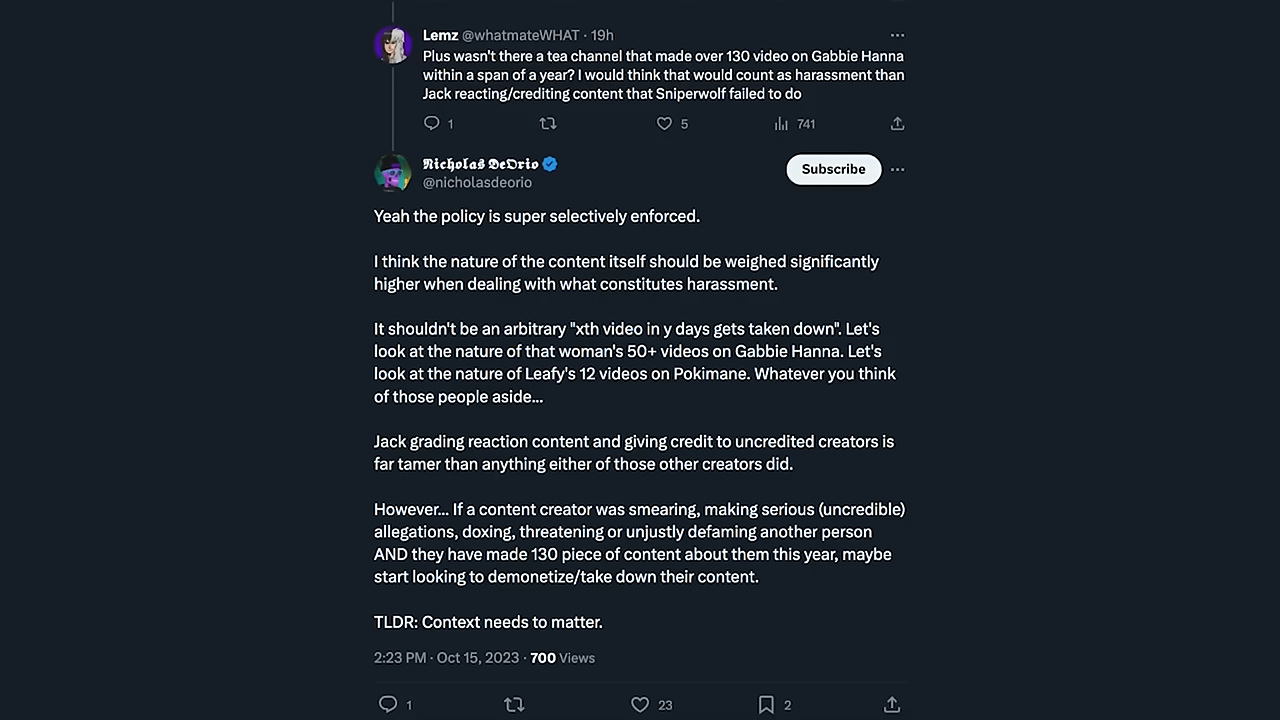 Lemz @whatmateWHAT · 19h
Plus wasn't there a tea channel that made over 130 video on Gabbie Hanna
within a span of a year? I would think that would count as harassment than
Jack reacting/crediting content that Sniperwolf failed to do
1 5 741
𝕹𝖎𝖈𝖍𝖔𝖑𝖆𝖘 𝕯𝖊𝕺𝖗𝖎𝖔
Subscribe
@nicholasdeorio
Yeah the policy is super selectively enforced.
I think the nature of the content itself should be weighed significantly
higher when dealing with what constitutes harassment.
It shouldn't be an arbitrary "xth video in y days gets taken down". Let's
look at the nature of that woman's 50+ videos on Gabbie Hanna. Let's
look at the nature of Leafy's 12 videos on Pokimane. Whatever you think
of those people aside...
Jack grading reaction content and giving credit to uncredited creators is
far tamer than anything either of those other creators did.
However... If a content creator was smearing, making serious (uncredible)
allegations, doxing, threatening or unjustly defaming another person
AND they have made 130 piece of content about them this year, maybe
start looking to demonetize/take down their content.
TLDR: Context needs to matter.
2:23 PM · Oct 15, 2023 · 700 Views
1 23 2